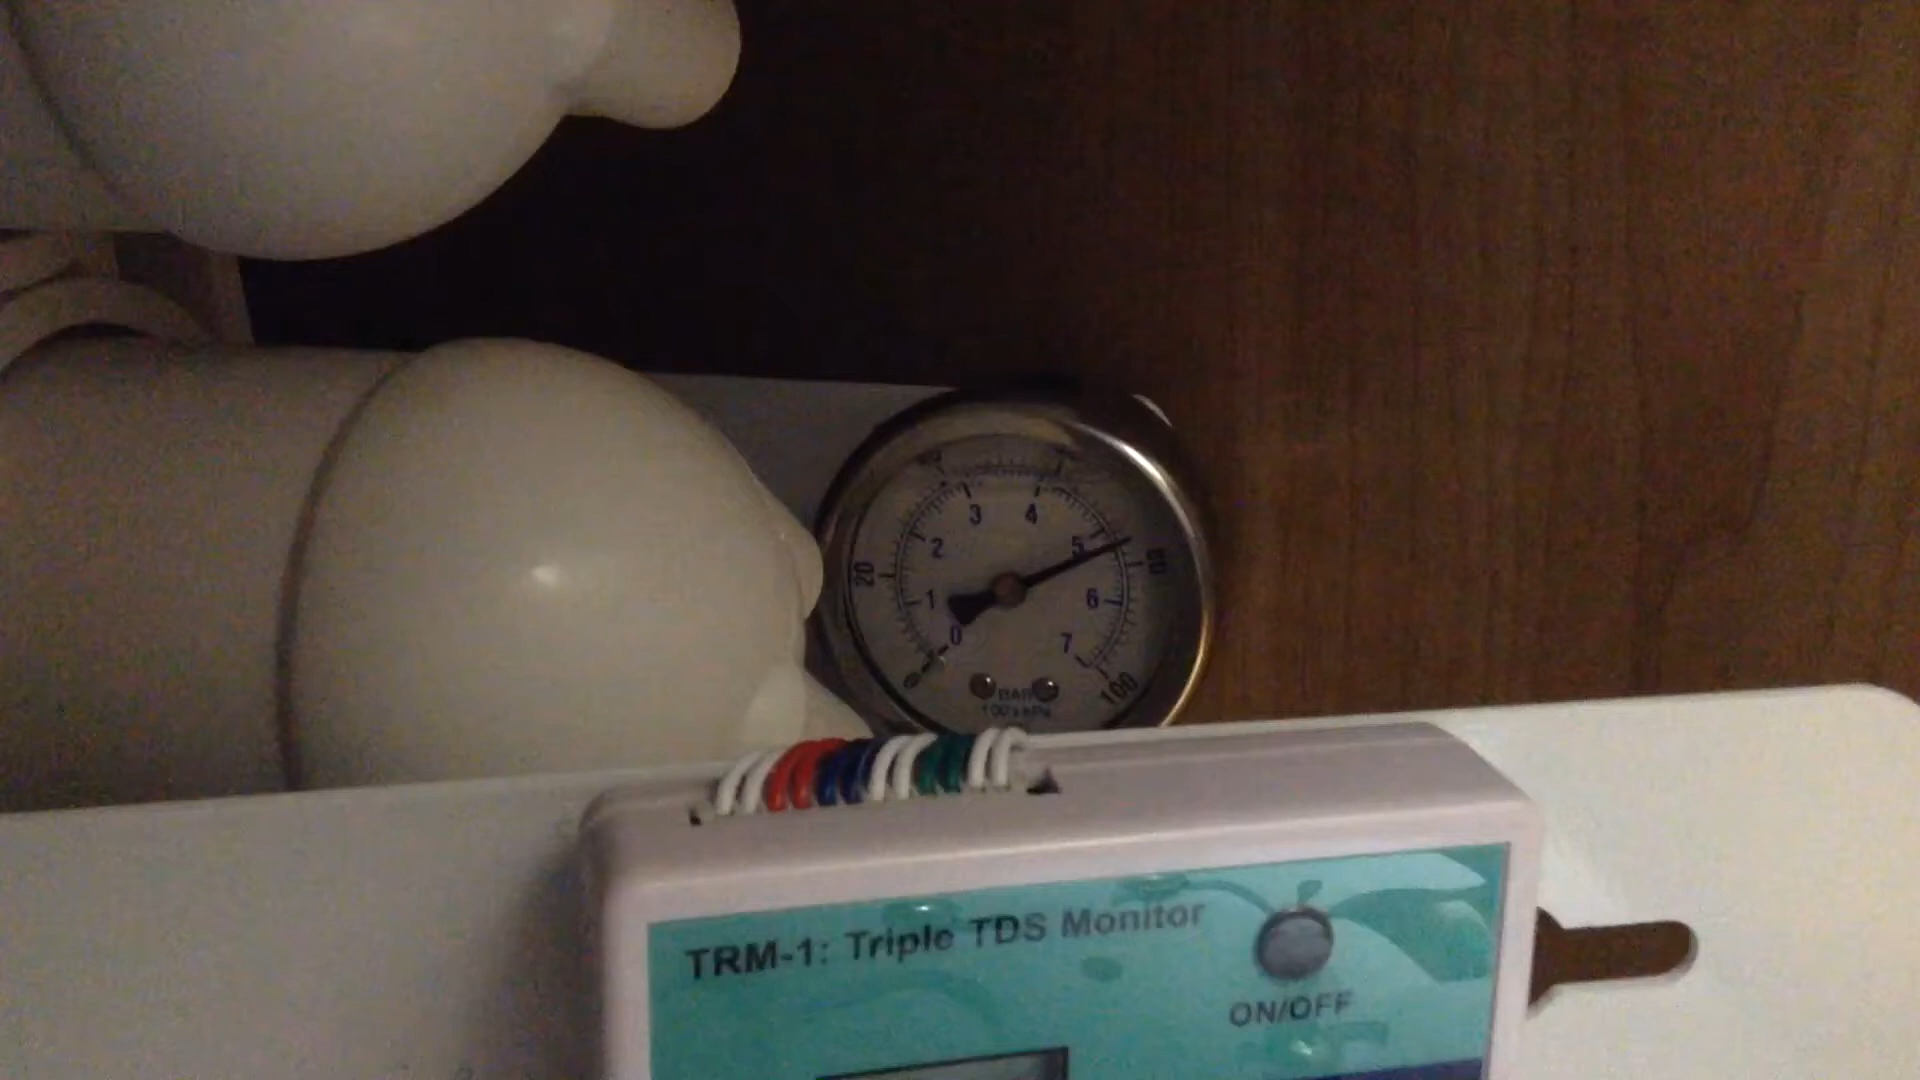 3 4
2 5
20 80
1 6
0 7
0 100
BAR
100 x kPa
TRM-1: Triple TDS Monitor
ON/OFF